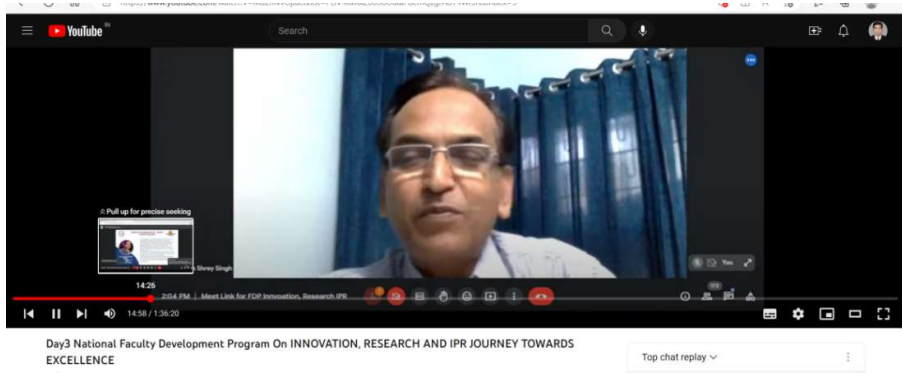 YouTube IN
Search
Pull up for precise seeking
Shrey Singh
You
14:26
2:04 PM | Meet Link for FDP Innvoation, Research IPR
14:58 / 1:36:20
Day3 National Faculty Development Program On INNOVATION, RESEARCH AND IPR JOURNEY TOWARDS
EXCELLENCE
Top chat replay